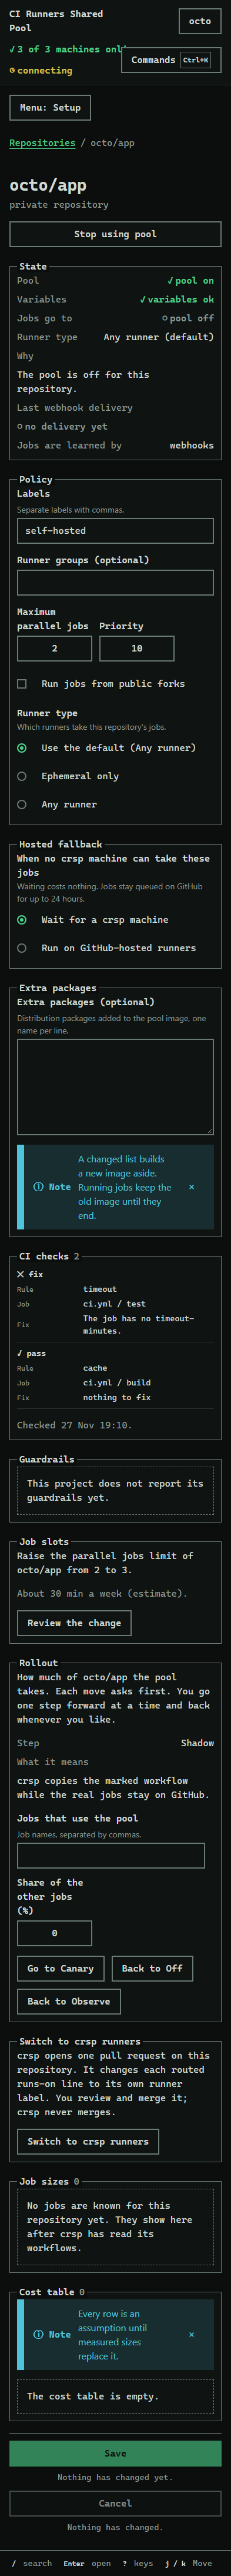 CI Runners Shared
Pool
octo
✓ 3 of 3 machines onl
Commands Ctrl+K
connecting
Menu: Setup
Repositories / octo/app
octo/app
private repository
Stop using pool
State
Pool ✓ pool on
Variables ✓ variables ok
Jobs go to pool off
Runner type Any runner (default)
Why
The pool is off for this
repository.
Last webhook delivery
no delivery yet
Jobs are learned by webhooks
Policy
Labels
Separate labels with commas.
self-hosted
Runner groups (optional)
Maximum
parallel jobs Priority
2 10
Run jobs from public forks
Runner type
Which runners take this repository's jobs.
Use the default (Any runner)
Ephemeral only
Any runner
Hosted fallback
When no crsp machine can take these
jobs
Waiting costs nothing. Jobs stay queued on GitHub
for up to 24 hours.
Wait for a crsp machine
Run on GitHub-hosted runners
Extra packages
Extra packages (optional)
Distribution packages added to the pool image, one
name per line.
ⓘ Note
A changed list builds
a new image aside.
Running jobs keep the
old image until they
end.
×
CI checks 2
✕ fix
Rule timeout
Job ci.yml / test
Fix The job has no timeout-
minutes.
✓ pass
Rule cache
Job ci.yml / build
Fix nothing to fix
Checked 27 Nov 19:10.
Guardrails
This project does not report its
guardrails yet.
Job slots
Raise the parallel jobs limit of
octo/app from 2 to 3.
About 30 min a week (estimate).
Review the change
Rollout
How much of octo/app the pool
takes. Each move asks first. You go
one step forward at a time and back
whenever you like.
Step Shadow
What it means
crsp copies the marked workflow
while the real jobs stay on GitHub.
Jobs that use the pool
Job names, separated by commas.
Share of the
other jobs
(%)
0
Go to Canary Back to Off
Back to Observe
Switch to crsp runners
crsp opens one pull request on this
repository. It changes each routed
runs-on line to its own runner
label. You review and merge it;
crsp never merges.
Switch to crsp runners
Job sizes 0
No jobs are known for this
repository yet. They show here
after crsp has read its
workflows.
Cost table 0
ⓘ Note
Every row is an
assumption until
measured sizes
replace it.
×
The cost table is empty.
Save
Nothing has changed yet.
Cancel
Nothing has changed.
/ search Enter open ? keys j / k Move